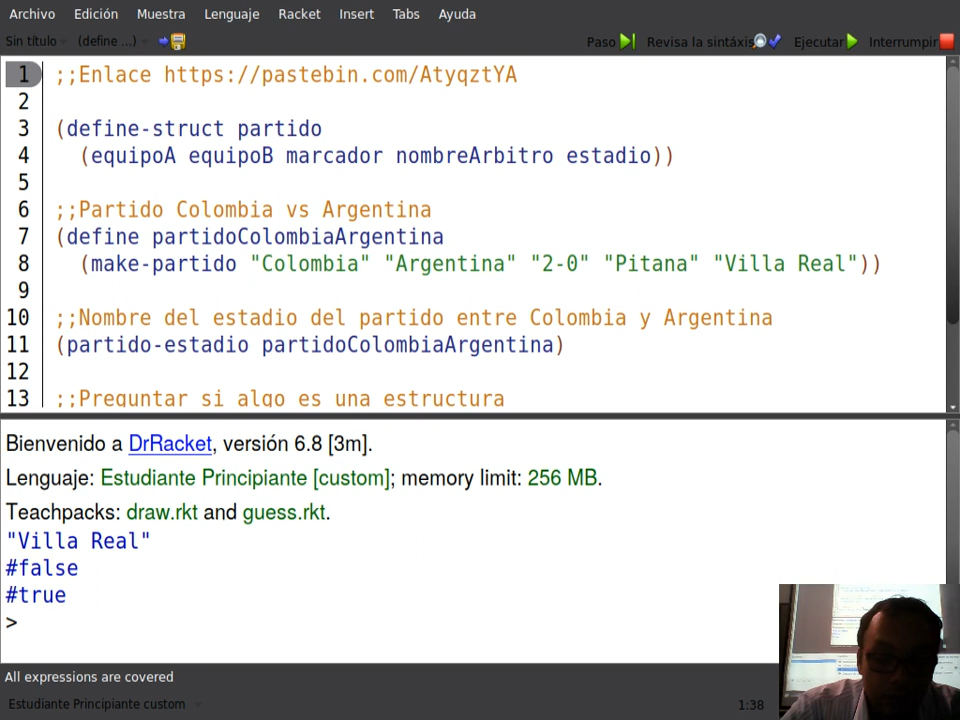 Archivo Edición Muestra Lenguaje Racket Insert Tabs Ayuda
Sin título (define ...) Paso Revisa la sintáxis Ejecutar Interrumpir
1 ;;Enlace https://pastebin.com/AtyqztYA
2
3 (define-struct partido
4 (equipoA equipoB marcador nombreArbitro estadio))
5
6 ;;Partido Colombia vs Argentina
7 (define partidoColombiaArgentina
8 (make-partido "Colombia" "Argentina" "2-0" "Pitana" "Villa Real"))
9
10 ;;Nombre del estadio del partido entre Colombia y Argentina
11 (partido-estadio partidoColombiaArgentina)
12
13 ;;Preguntar si algo es una estructura
Bienvenido a DrRacket, versión 6.8 [3m].
Lenguaje: Estudiante Principiante [custom]; memory limit: 256 MB.
Teachpacks: draw.rkt and guess.rkt.
"Villa Real"
#false
#true
>
All expressions are covered
Estudiante Principiante custom 1:38